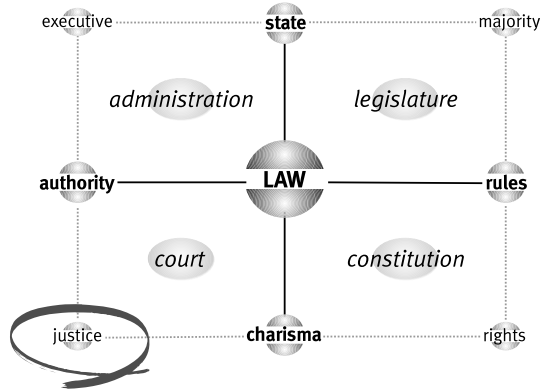 executive
state
majority
administration
legislature
authority
LAW
rules
court
constitution
justice
charisma
rights